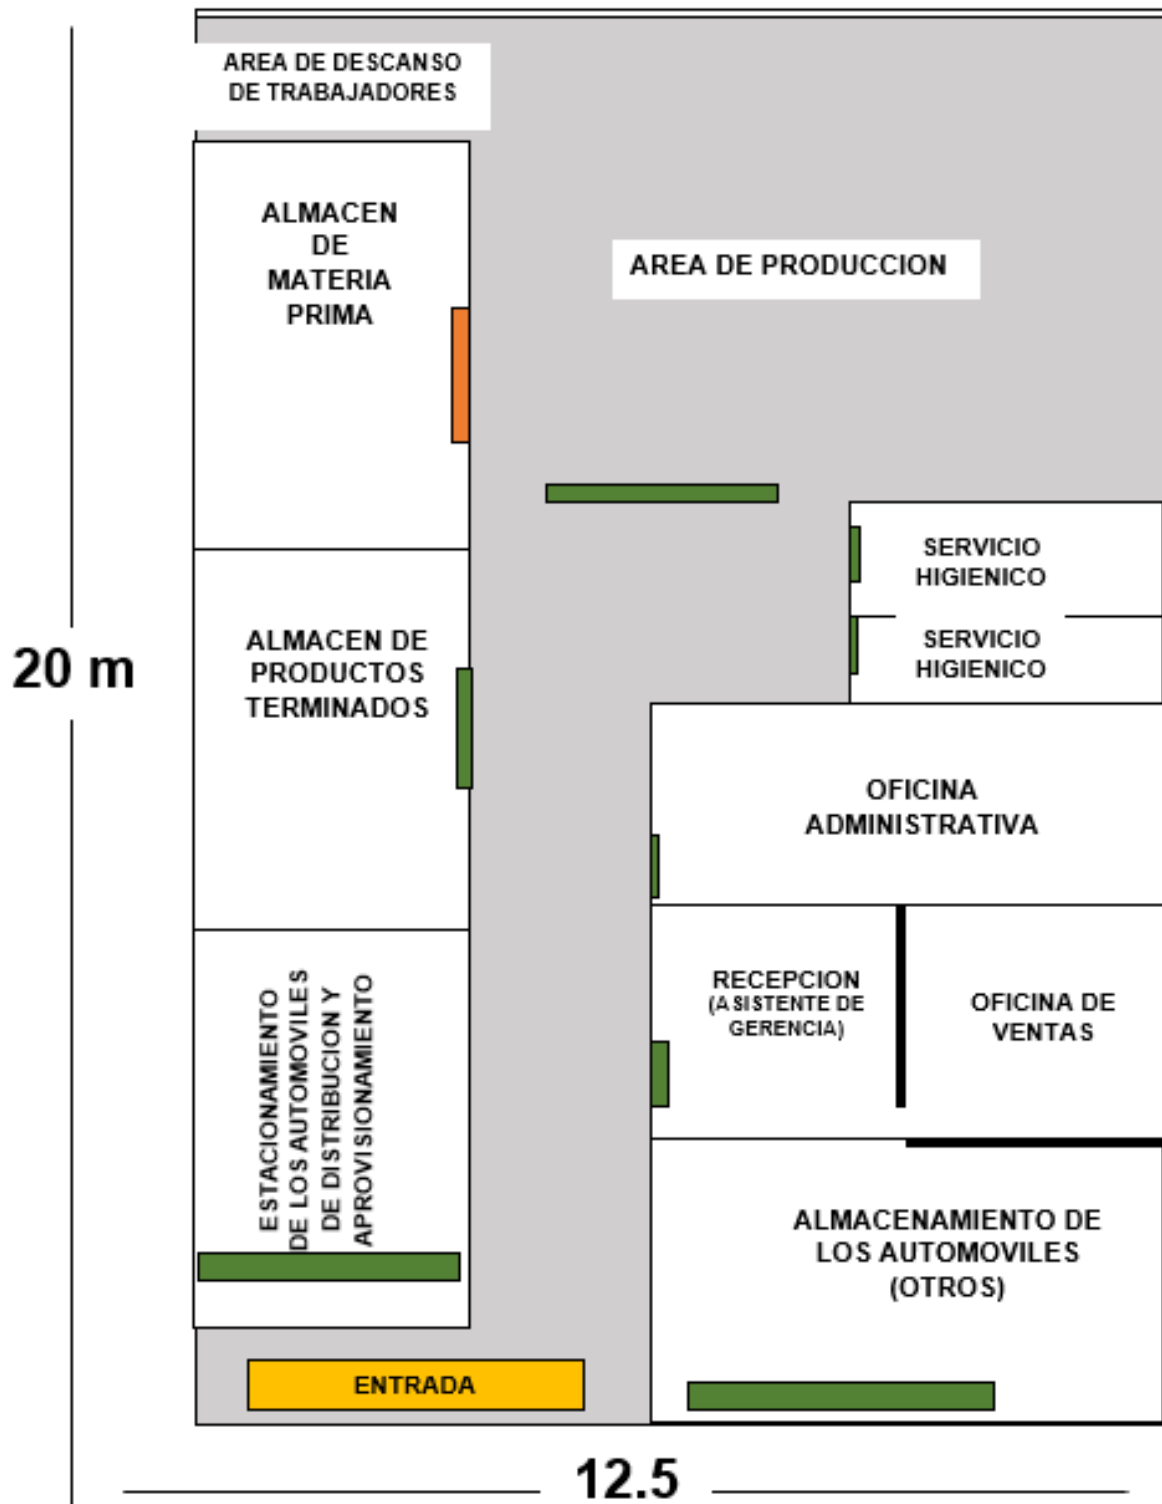 AREA DE DESCANSO
DE TRABAJADORES
ALMACEN
DE
MATERIA
PRIMA
AREA DE PRODUCCION
SERVICIO
HIGIENICO
SERVICIO
HIGIENICO
ALMACEN DE
PRODUCTOS
TERMINADOS
20 m
OFICINA
ADMINISTRATIVA
RECEPCION
(ASISTENTE DE
GERENCIA)
OFICINA DE
VENTAS
ESTACIONAMIENTO
DE LOS AUTOMOVILES
DE DISTRIBUCION Y
APROVISIONAMIENTO
ALMACENAMIENTO DE
LOS AUTOMOVILES
(OTROS)
ENTRADA
12.5